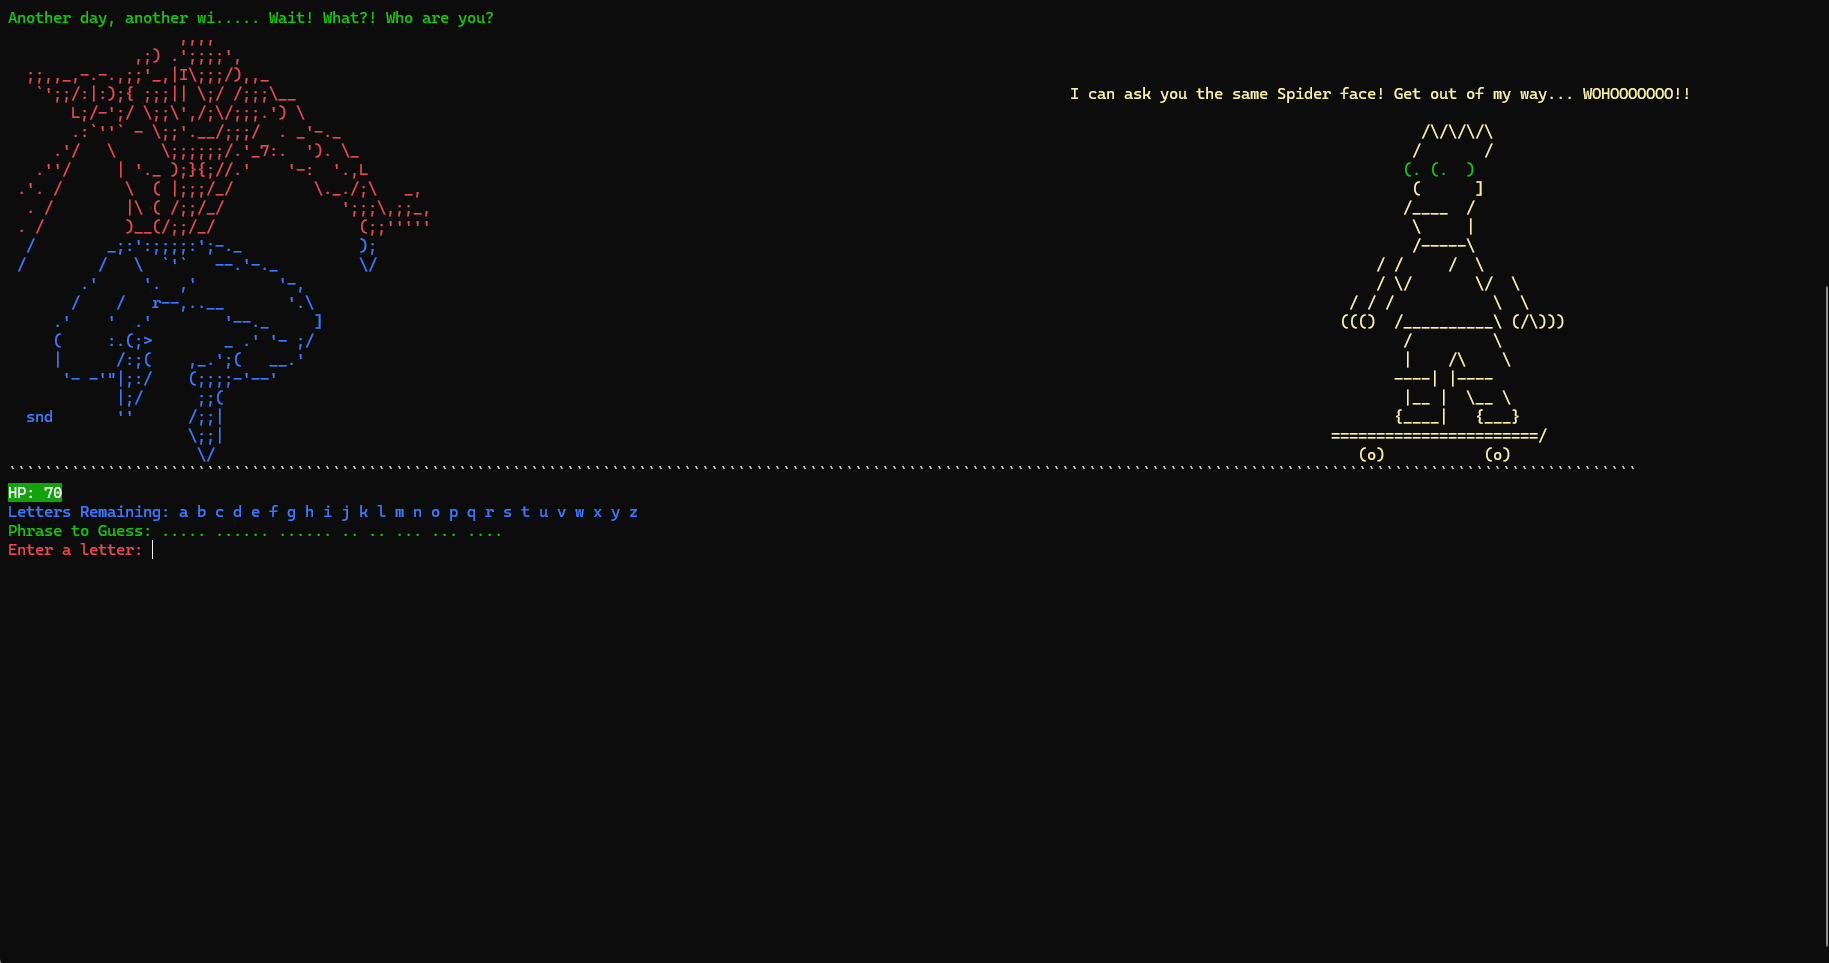 Another day, another wi..... Wait! What?! Who are you?
I can ask you the same Spider face! Get out of my way... WOHOOOOOOO!!
snd
HP: 70
Letters Remaining: a b c d e f g h i j k l m n o p q r s t u v w x y z
Phrase to Guess: ..... ...... ...... .. .. ... ... ....
Enter a letter: